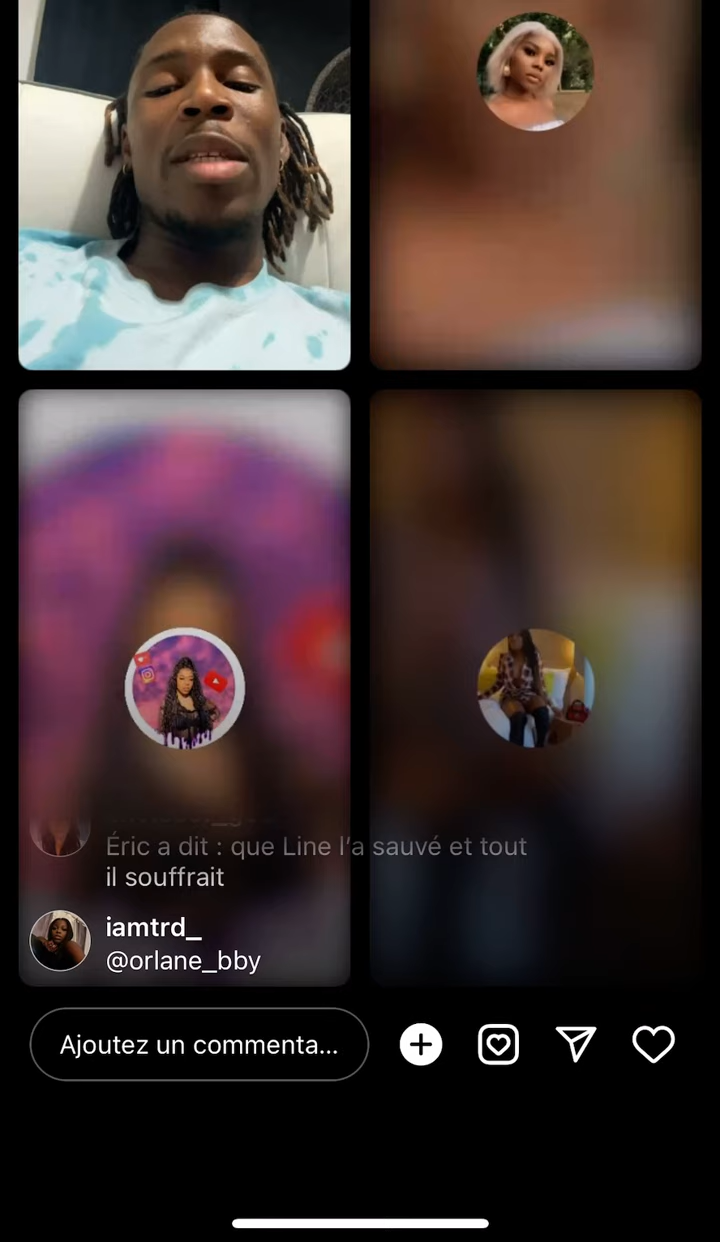 Éric a dit : que Line l'a sauvé et tout
il souffrait
iamtrd_
@orlane_bby
Ajoutez un commenta...